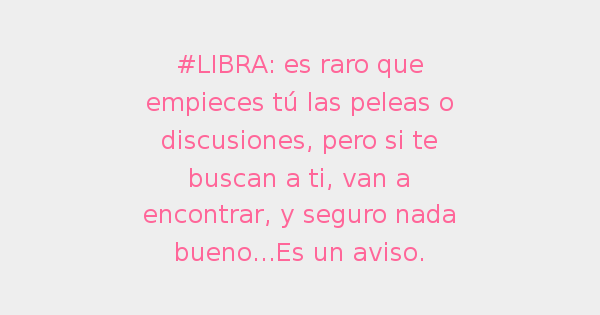 #LIBRA: es raro que
empieces tú las peleas o
discusiones, pero si te
buscan a ti, van a
encontrar, y seguro nada
bueno...Es un aviso.